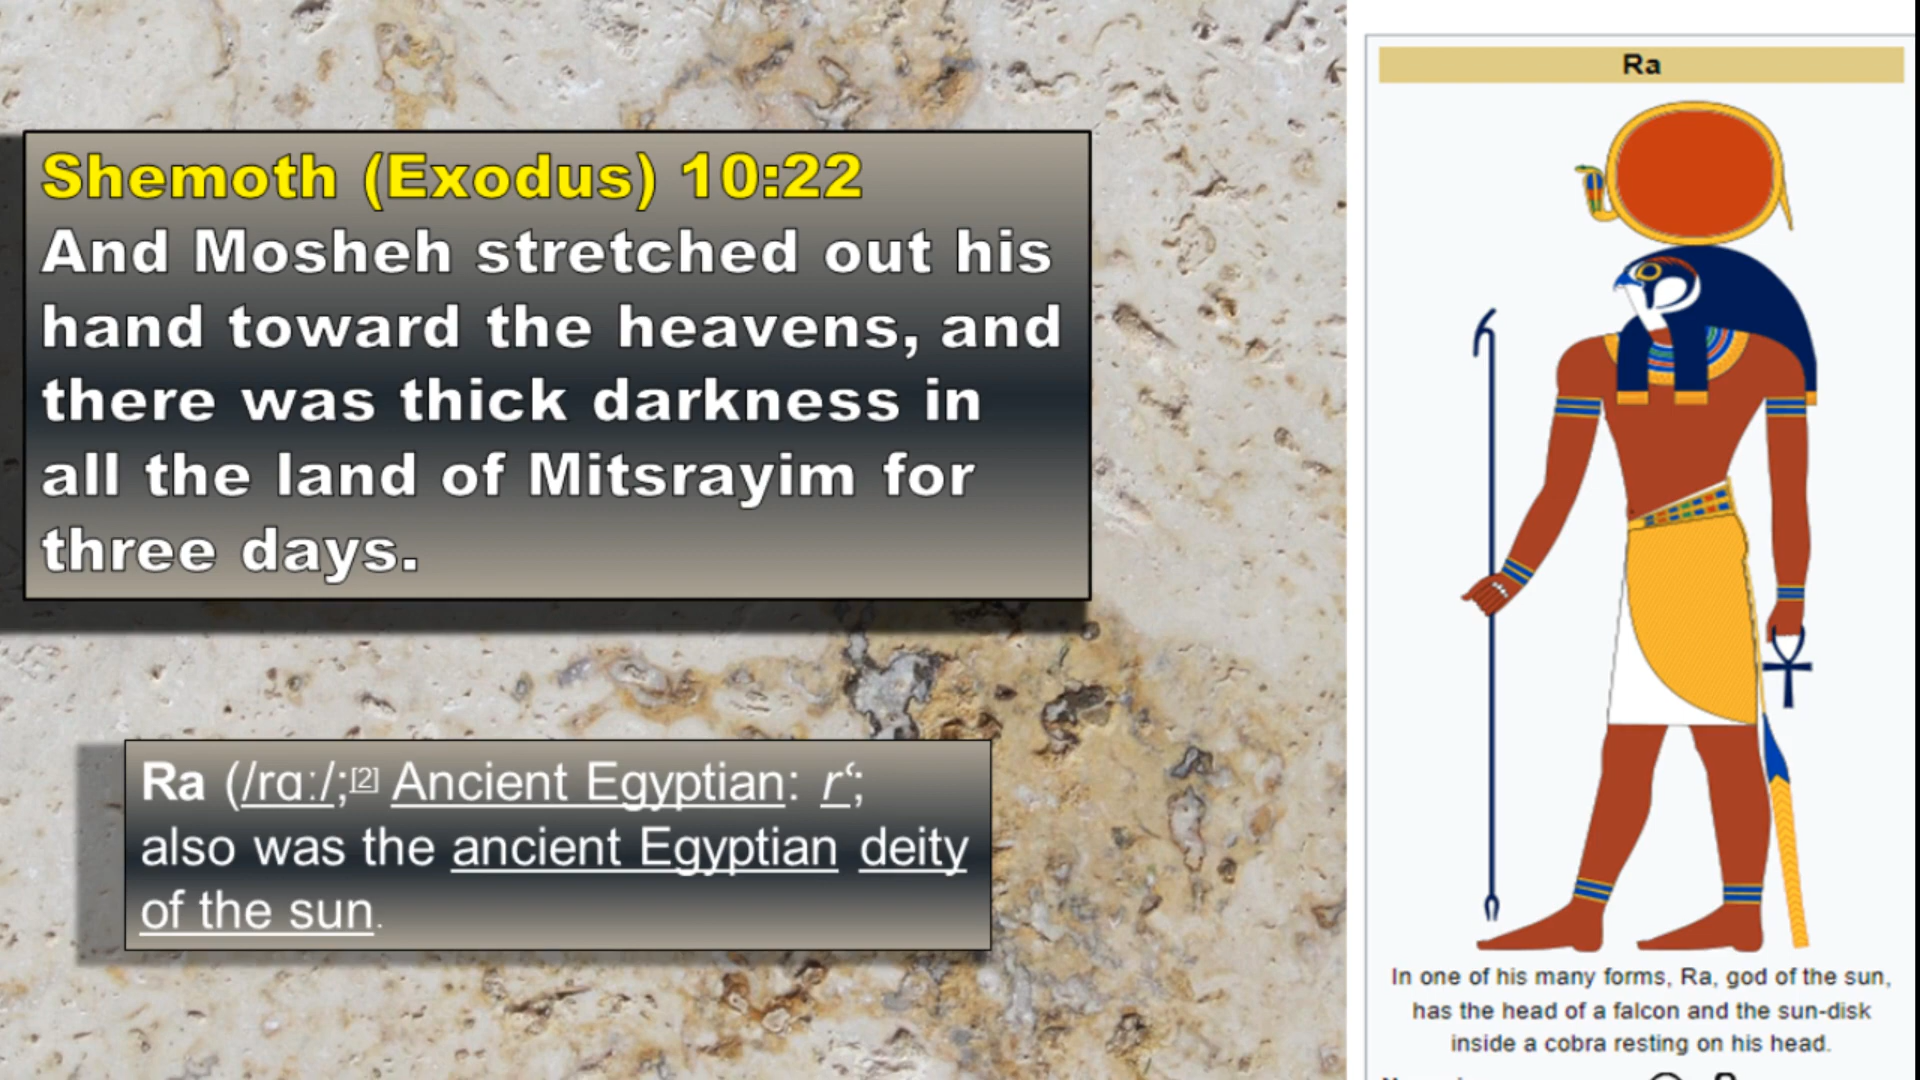 Shemoth (Exodus) 10:22
And Mosheh stretched out his
hand toward the heavens, and
there was thick darkness in
all the land of Mitsrayim for
three days.
Ra (/rɑː/;[2] Ancient Egyptian: rꜥ;
also was the ancient Egyptian deity
of the sun.
Ra
In one of his many forms, Ra, god of the sun,
has the head of a falcon and the sun-disk
inside a cobra resting on his head.